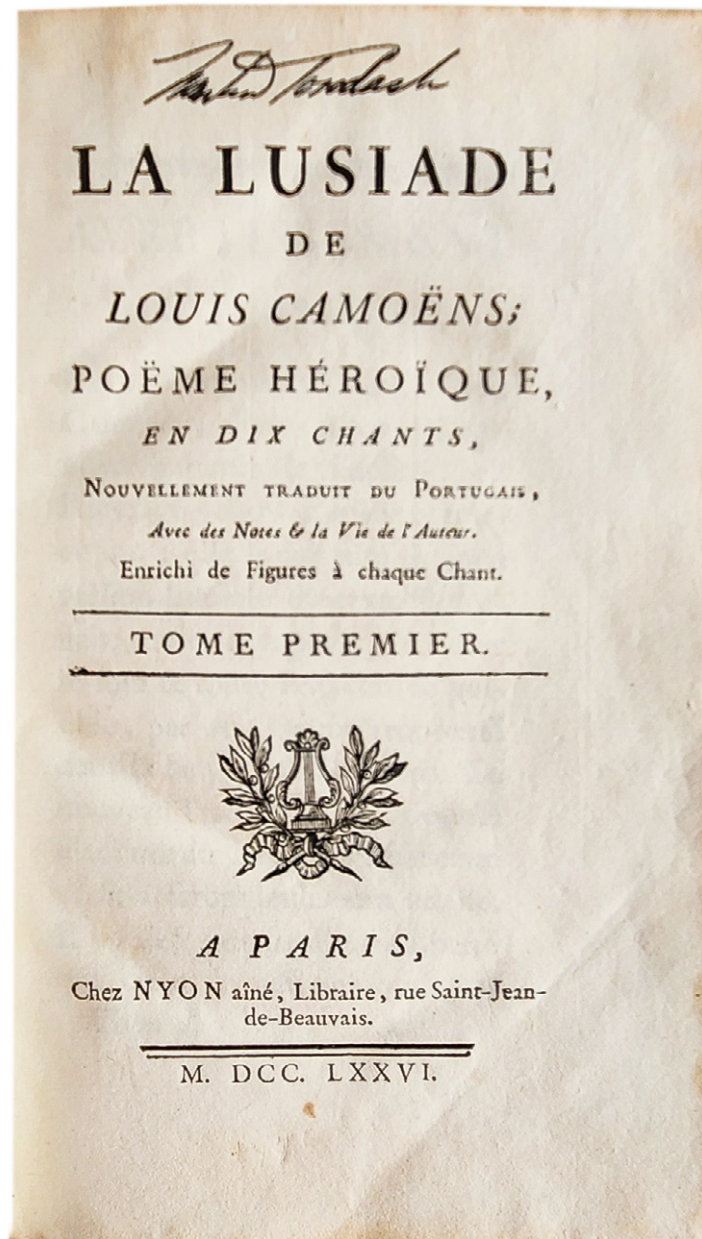 LA LUSIADE
DE
LOUIS CAMOËNS;
POËME HÉROÏQUE,
EN DIX CHANTS,
NOUVELLEMENT TRADUIT DU PORTUGAIS,
Avec des Notes & la Vie de l'Auteur.
Enrichi de Figures à chaque Chant.
TOME PREMIER.
A PARIS,
Chez NYON aîné, Libraire, rue Saint-Jean-
de-Beauvais.
M. DCC. LXXVI.